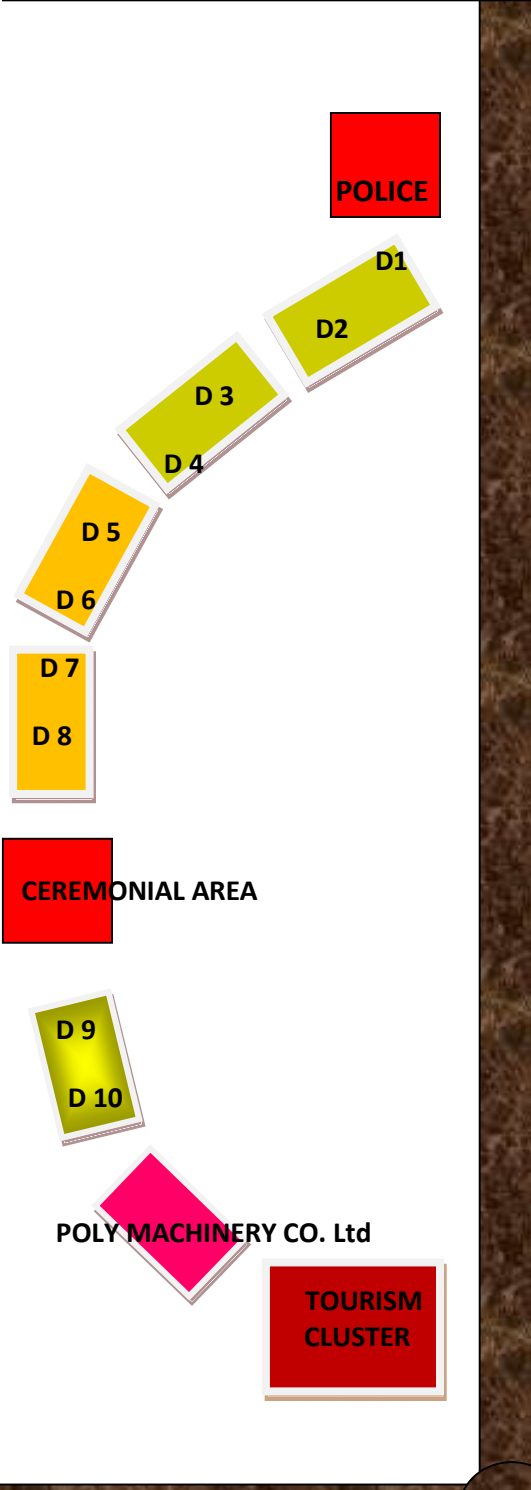 POLICE
D1
D2
D 3
D 4
D 5
D 6
D 7
D 8
CEREMONIAL AREA
D 9
D 10
POLY MACHINERY CO. Ltd
TOURISM
CLUSTER